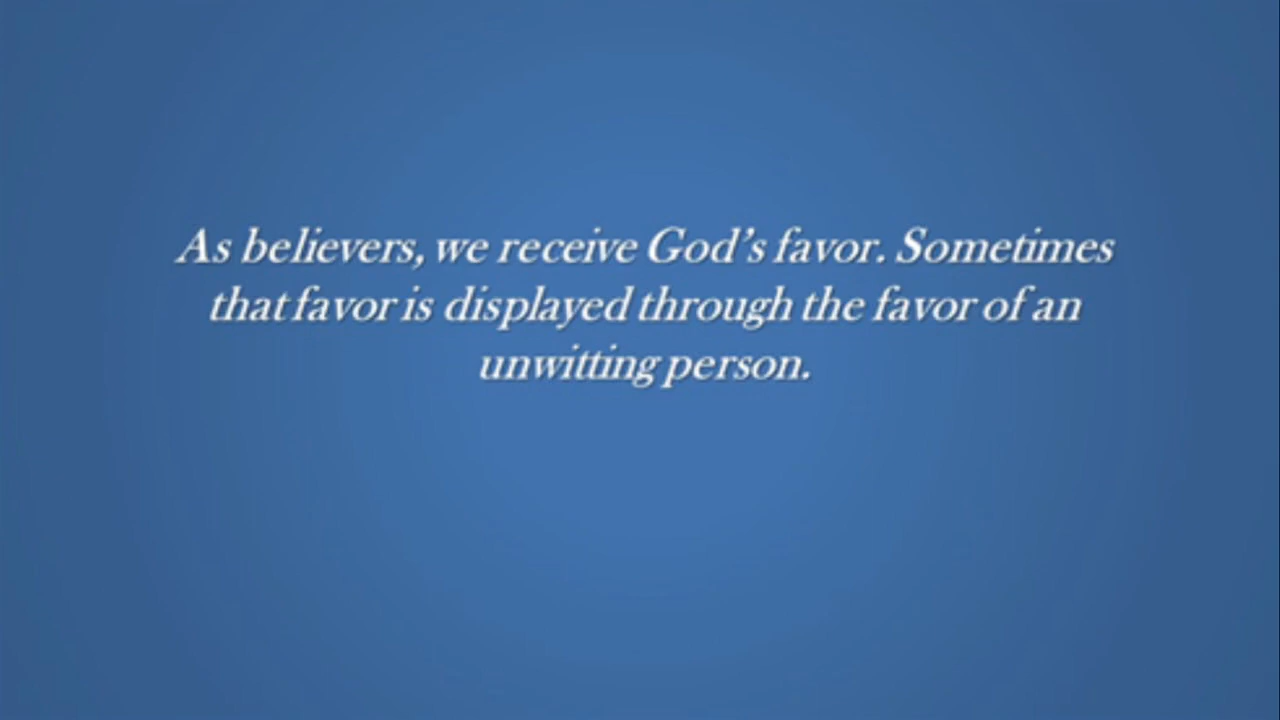 As believers, we receive God's favor. Sometimes
that favor is displayed through the favor of an
unwitting person.